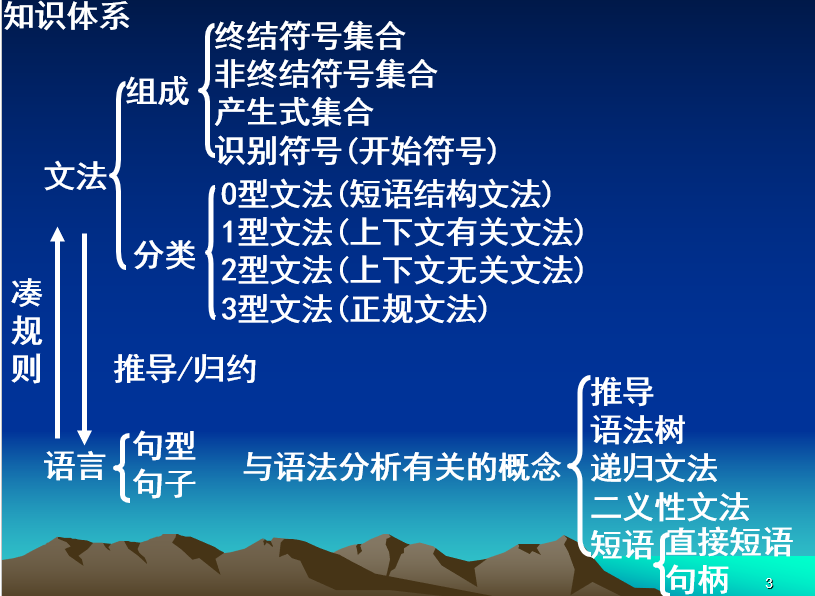 知识体系
文法
组成
终结符号集合
非终结符号集合
产生式集合
识别符号(开始符号)
分类
0型文法(短语结构文法)
1型文法(上下文有关文法)
2型文法(上下文无关文法)
3型文法(正规文法)
凑
规
则
推导/归约
语言
句型
句子
与语法分析有关的概念
推导
语法树
递归文法
二义性文法
短语
直接短语
句柄
3